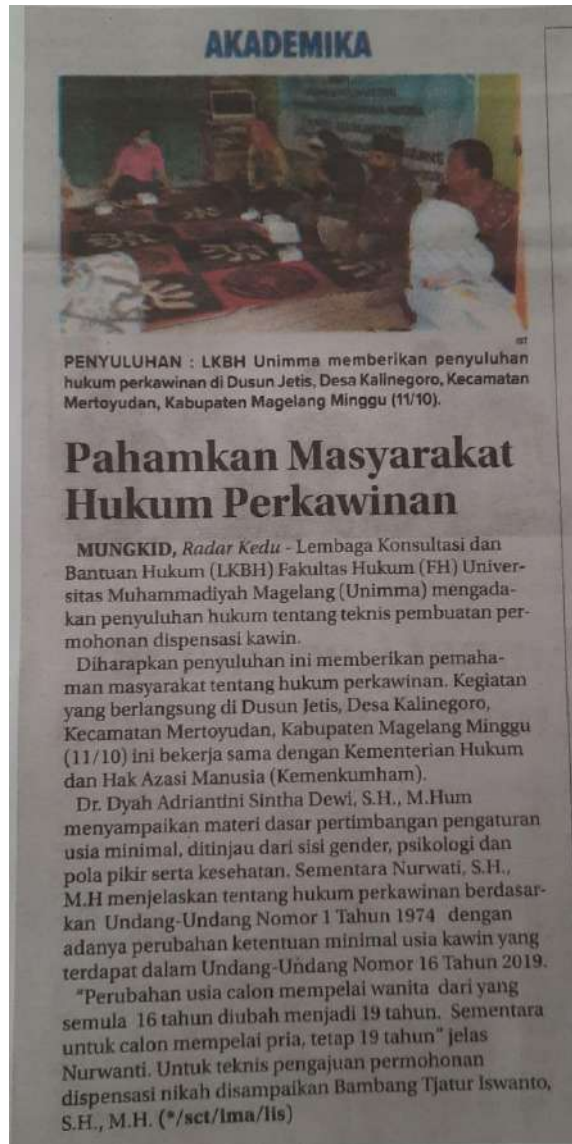 AKADEMIKA
IST
PENYULUHAN : LKBH Unimma memberikan penyuluhan
hukum perkawinan di Dusun Jetis, Desa Kalinegoro, Kecamatan
Mertoyudan, Kabupaten Magelang Minggu (11/10).
Pahamkan Masyarakat
Hukum Perkawinan
MUNGKID, Radar Kedu - Lembaga Konsultasi dan
Bantuan Hukum (LKBH) Fakultas Hukum (FH) Univer-
sitas Muhammadiyah Magelang (Unimma) mengada-
kan penyuluhan hukum tentang teknis pembuatan per-
mohonan dispensasi kawin.
Diharapkan penyuluhan ini memberikan pemaha-
man masyarakat tentang hukum perkawinan. Kegiatan
yang berlangsung di Dusun Jetis, Desa Kalinegoro,
Kecamatan Mertoyudan, Kabupaten Magelang Minggu
(11/10) ini bekerja sama dengan Kementerian Hukum
dan Hak Azasi Manusia (Kemenkumham).
Dr. Dyah Adriantini Sintha Dewi, S.H., M.Hum
menyampaikan materi dasar pertimbangan pengaturan
usia minimal, ditinjau dari sisi gender, psikologi dan
pola pikir serta kesehatan. Sementara Nurwati, S.H.,
M.H menjelaskan tentang hukum perkawinan berdasar-
kan Undang-Undang Nomor 1 Tahun 1974 dengan
adanya perubahan ketentuan minimal usia kawin yang
terdapat dalam Undang-Undang Nomor 16 Tahun 2019.
"Perubahan usia calon mempelai wanita dari yang
semula 16 tahun diubah menjadi 19 tahun. Sementara
untuk calon mempelai pria, tetap 19 tahun" jelas
Nurwanti. Untuk teknis pengajuan permohonan
dispensasi nikah disampaikan Bambang Tjatur Iswanto,
S.H., M.H. (*/sct/ima/lis)